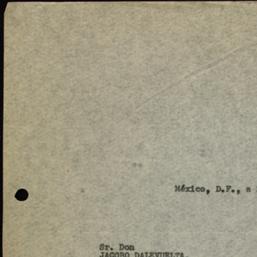 México, D.F., a
Sr. Don
JACOBO DALEVUELTA.